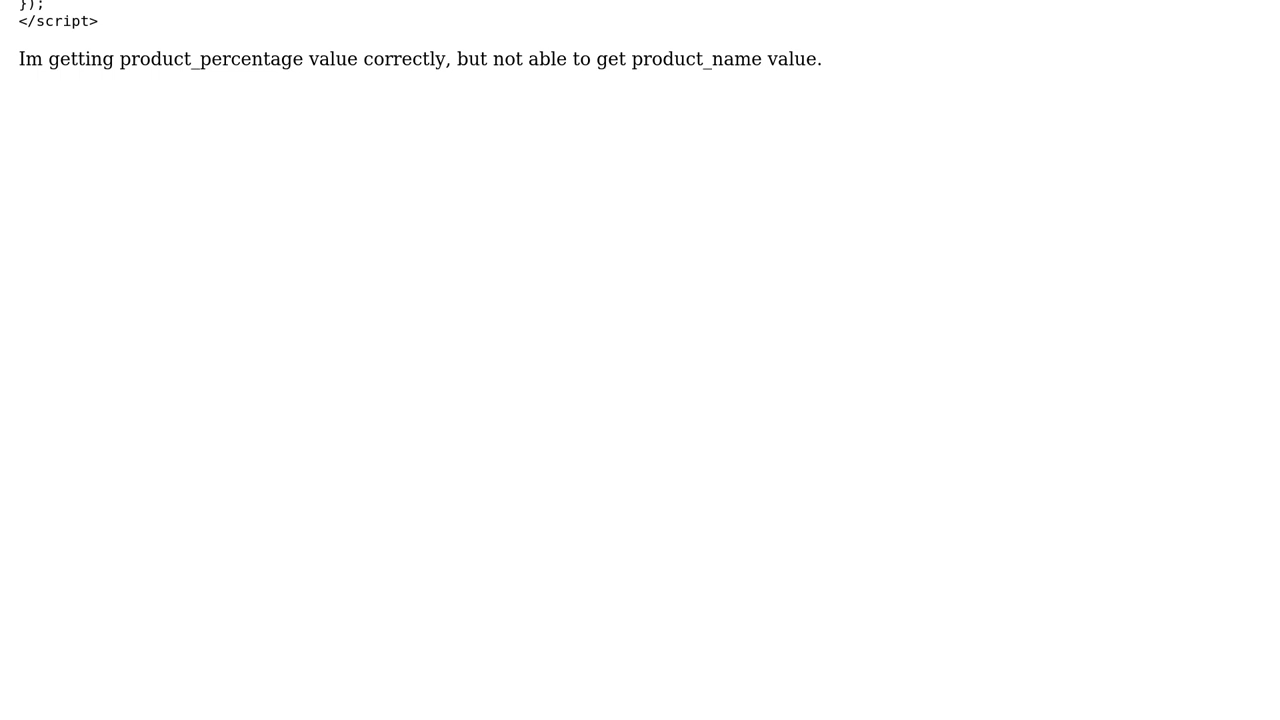 });
</script>
Im getting product_percentage value correctly, but not able to get product_name value.